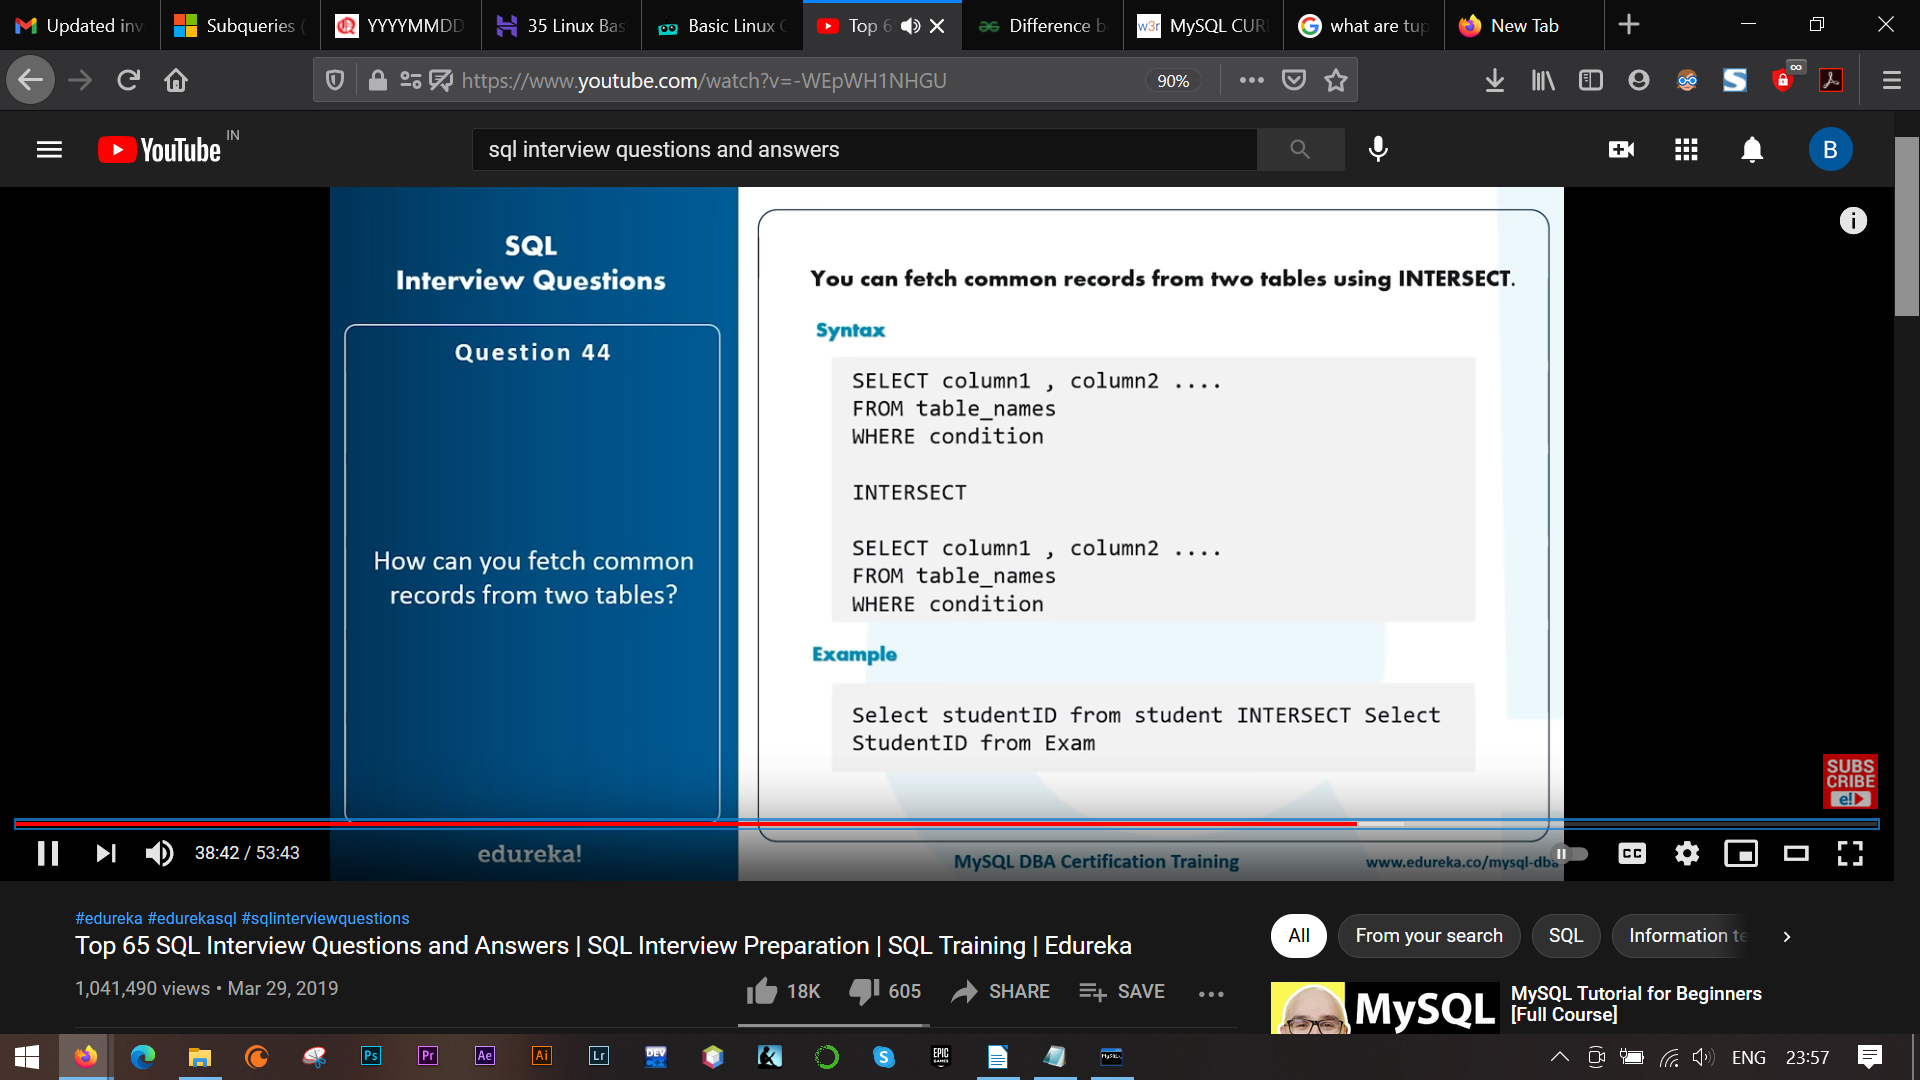 Updated inv
Subqueries (
YYYYMMDD
35 Linux Bas
Basic Linux C
Top 6
Difference b
w3r
MySQL CUR
what are tup
New Tab
https://www.youtube.com/watch?v=-WEpWH1NHGU
90%
YouTube IN
sql interview questions and answers
B
SQL
Interview Questions
Question 44
How can you fetch common
records from two tables?
edureka!
You can fetch common records from two tables using INTERSECT.
Syntax
SELECT column1 , column2 ....
FROM table_names
WHERE condition
INTERSECT
SELECT column1 , column2 ....
FROM table_names
WHERE condition
Example
Select studentID from student INTERSECT Select
StudentID from Exam
MySQL DBA Certification Training
www.edureka.co/mysql-dba
SUBS
CRIBE
e!
38:42 / 53:43
CC
#edureka #edurekasql #sqlinterviewquestions
Top 65 SQL Interview Questions and Answers | SQL Interview Preparation | SQL Training | Edureka
1,041,490 views • Mar 29, 2019
18K
605
SHARE
SAVE
All
From your search
SQL
Information te
MySQL
MySQL Tutorial for Beginners
[Full Course]
Ps
Pr
Ae
Ai
Lr
DEV
EPIC
GAMES
MySQL
ENG
23:57